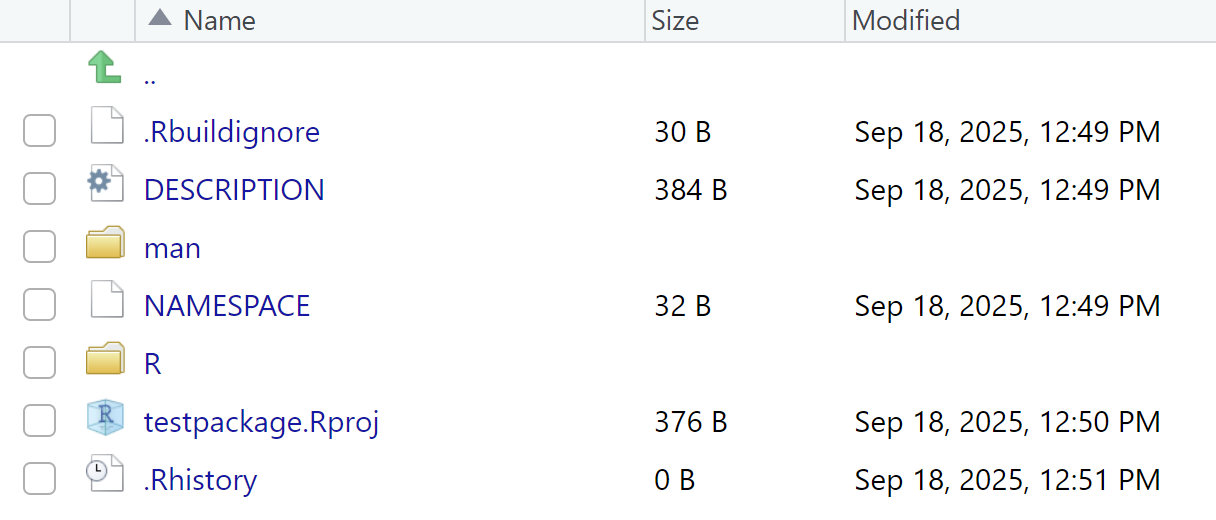 Name Size Modified
..
.Rbuildignore 30 B Sep 18, 2025, 12:49 PM
DESCRIPTION 384 B Sep 18, 2025, 12:49 PM
man
NAMESPACE 32 B Sep 18, 2025, 12:49 PM
R
testpackage.Rproj 376 B Sep 18, 2025, 12:50 PM
.Rhistory 0 B Sep 18, 2025, 12:51 PM